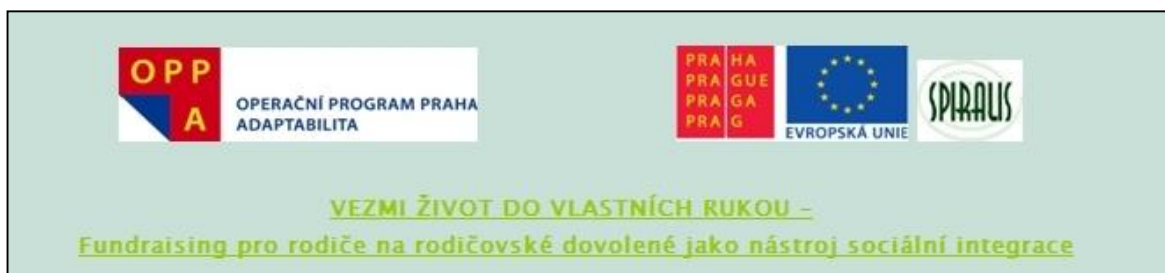 OPP
A
OPERAČNÍ PROGRAM PRAHA
ADAPTABILITA
PRA HA
PRA GUE
PRA GA
PRA G
EVROPSKÁ UNIE
SPIRALIS
VEZMI ŽIVOT DO VLASTNÍCH RUKOU –
Fundraising pro rodiče na rodičovské dovolené jako nástroj sociální integrace